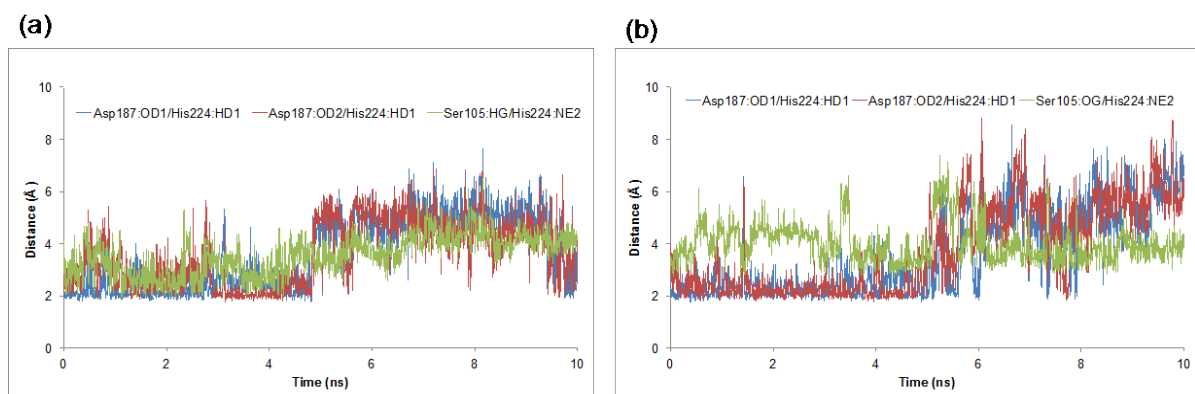 (a)
10
8
6
4
2
0
Distance (Å )
Asp187:OD1/His224:HD1 Asp187:OD2/His224:HD1 Ser105:HG/His224:NE2
0 2 4 6 8 10
Time (ns)
(b)
10
8
6
4
2
0
Distance (Å )
Asp187:OD1/His224:HD1 Asp187:OD2/His224:HD1 Ser105:OG/His224:NE2
0 2 4 6 8 10
Time (ns)